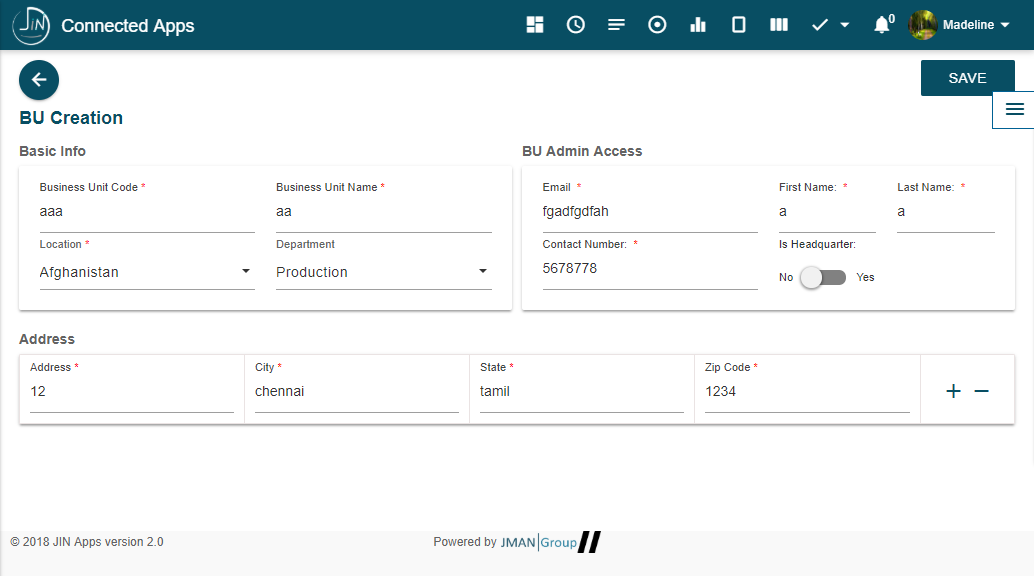 JiN Connected Apps 0 Madeline
SAVE
BU Creation
Basic Info BU Admin Access
Business Unit Code * Business Unit Name * Email * First Name: * Last Name: *
aaa aa fgadfgdfah a a
Location * Department Contact Number: * Is Headquarter:
Afghanistan Production 5678778 No Yes
Address
Address * City * State * Zip Code *
12 chennai tamil 1234 + −
© 2018 JIN Apps version 2.0 Powered by JMAN|Group